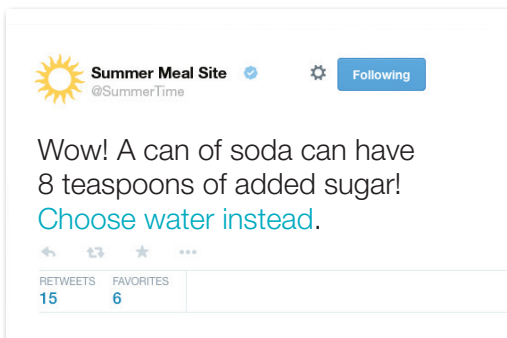 Summer Meal Site
Following
@SummerTime
Wow! A can of soda can have
8 teaspoons of added sugar!
Choose water instead.
RETWEETS FAVORITES
15 6